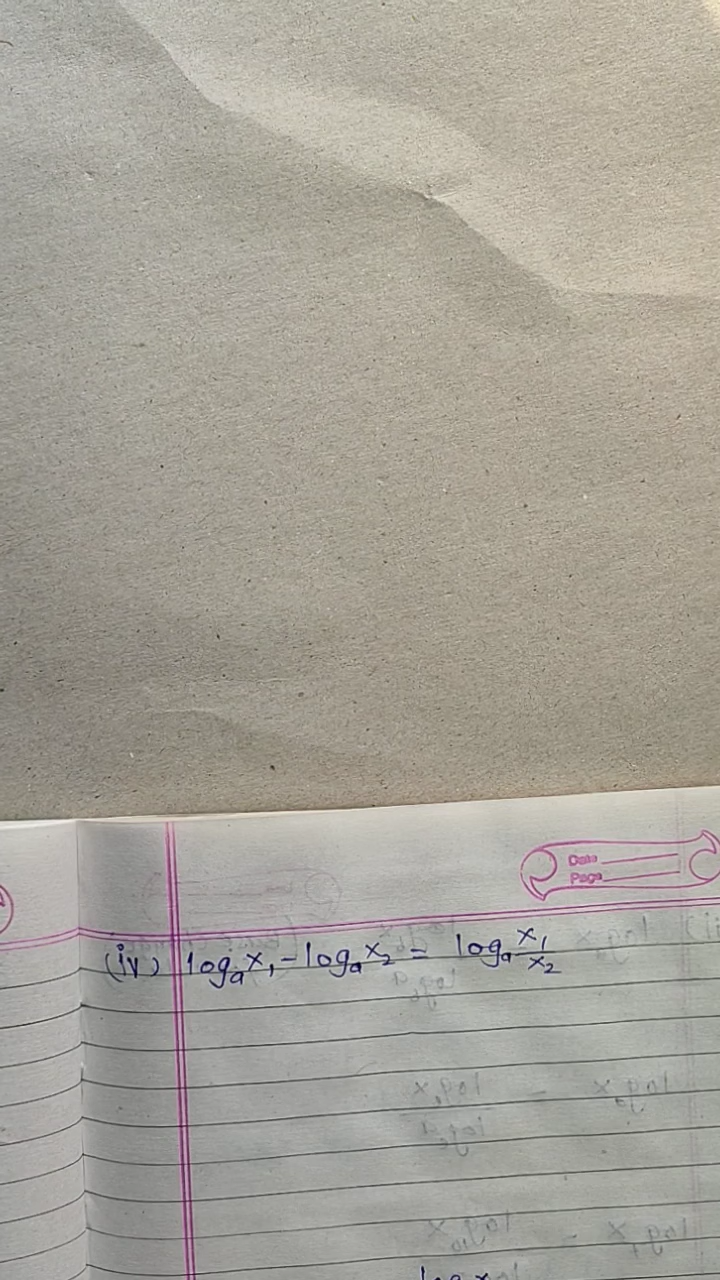 Date
Page
(iv) logₐx₁ - logₐx₂ = logₐ x₁/x₂